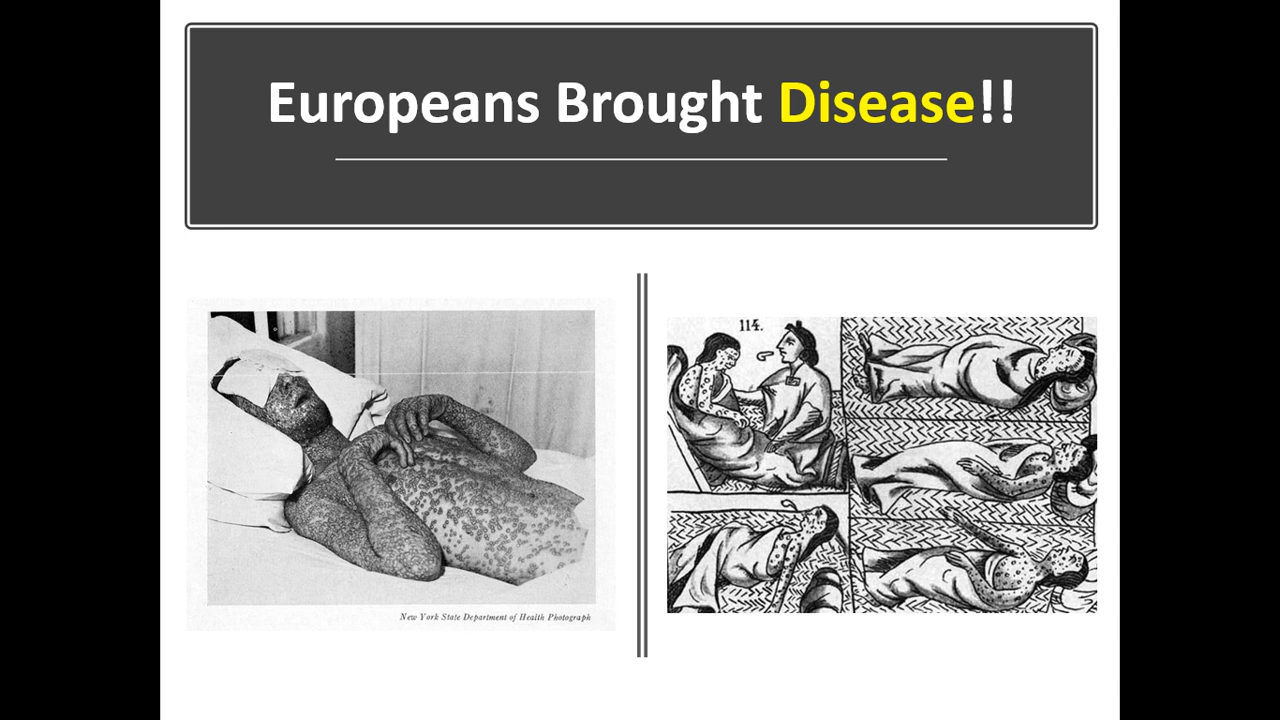 Europeans Brought Disease!!
114.
New York State Department of Health Photograph